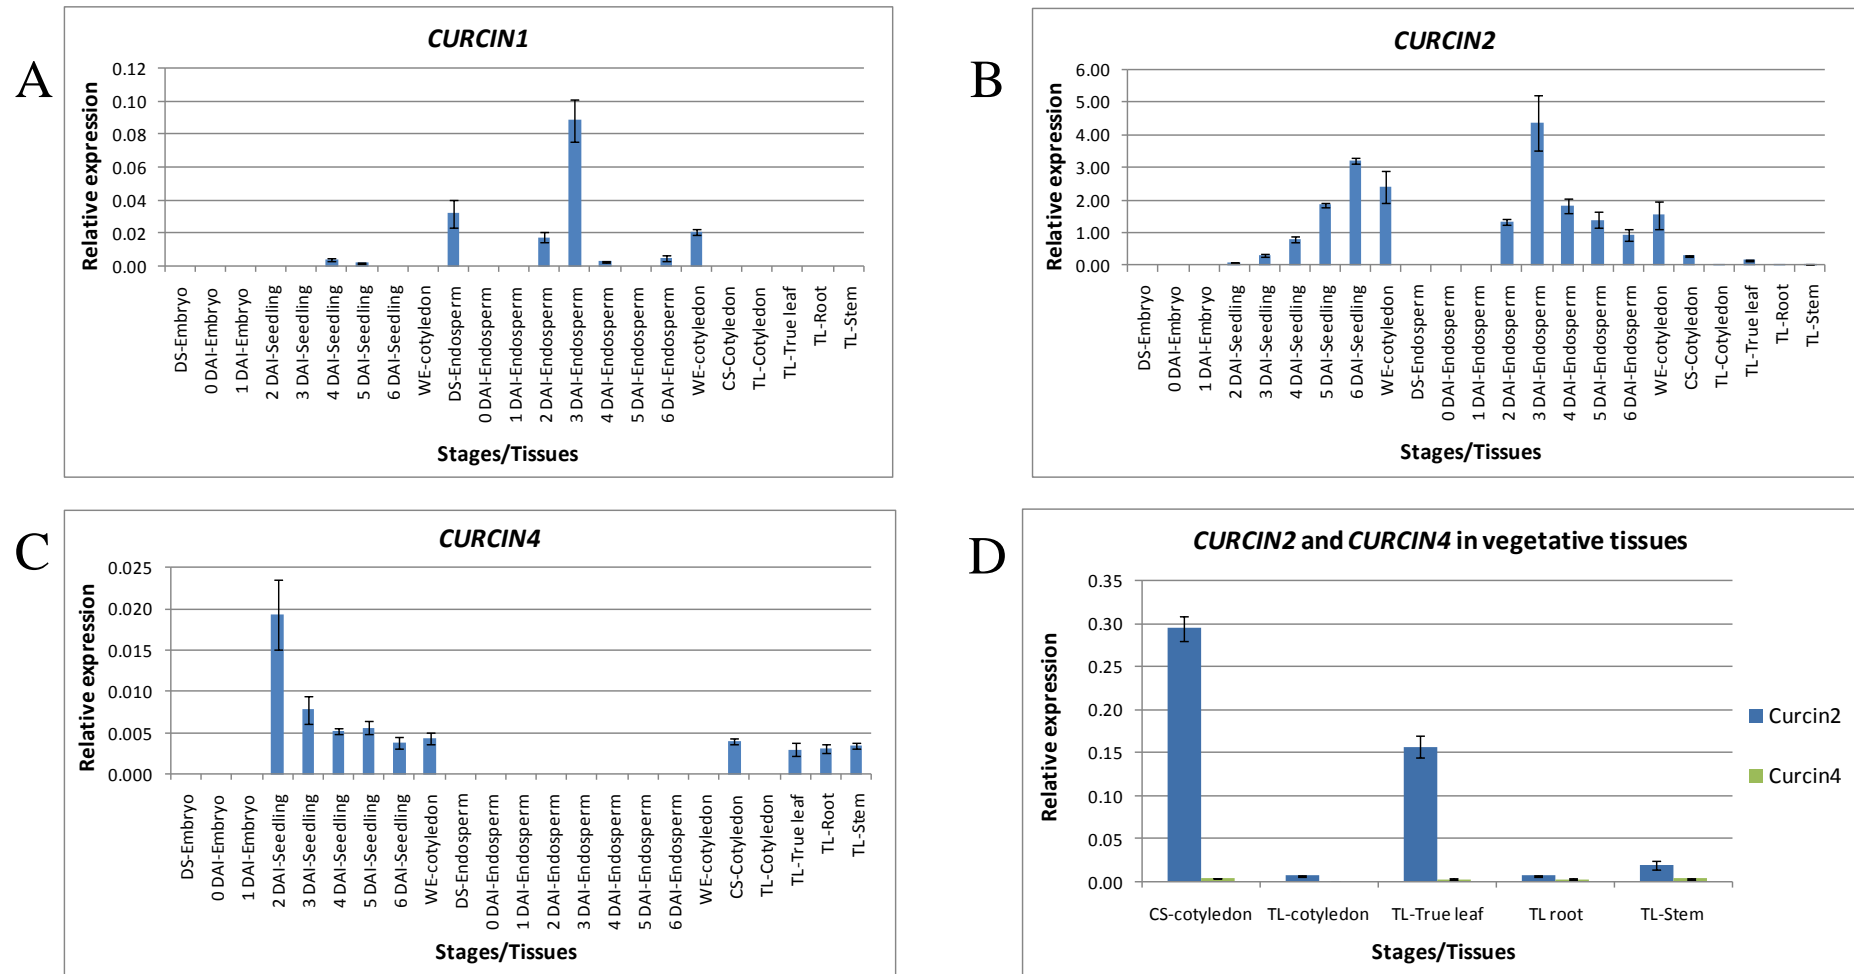 A
CURCIN1
Relative expression
0.12
0.10
0.08
0.06
0.04
0.02
0.00
DS-Embryo
0 DAI-Embryo
1 DAI-Embryo
2 DAI-Seedling
3 DAI-Seedling
4 DAI-Seedling
5 DAI-Seedling
6 DAI-Seedling
WE-cotyledon
DS-Endosperm
0 DAI-Endosperm
1 DAI-Endosperm
2 DAI-Endosperm
3 DAI-Endosperm
4 DAI-Endosperm
5 DAI-Endosperm
6 DAI-Endosperm
WE-cotyledon
CS-Cotyledon
TL-Cotyledon
TL-True leaf
TL-Root
TL-Stem
Stages/Tissues
B
CURCIN2
Relative expression
6.00
5.00
4.00
3.00
2.00
1.00
0.00
DS-Embryo
0 DAI-Embryo
1 DAI-Embryo
2 DAI-Seedling
3 DAI-Seedling
4 DAI-Seedling
5 DAI-Seedling
6 DAI-Seedling
WE-cotyledon
DS-Endosperm
0 DAI-Endosperm
1 DAI-Endosperm
2 DAI-Endosperm
3 DAI-Endosperm
4 DAI-Endosperm
5 DAI-Endosperm
6 DAI-Endosperm
WE-cotyledon
CS-Cotyledon
TL-Cotyledon
TL-True leaf
TL-Root
TL-Stem
Stages/Tissues
C
CURCIN4
Relative expression
0.025
0.020
0.015
0.010
0.005
0.000
DS-Embryo
0 DAI-Embryo
1 DAI-Embryo
2 DAI-Seedling
3 DAI-Seedling
4 DAI-Seedling
5 DAI-Seedling
6 DAI-Seedling
WE-cotyledon
DS-Endosperm
0 DAI-Endosperm
1 DAI-Endosperm
2 DAI-Endosperm
3 DAI-Endosperm
4 DAI-Endosperm
5 DAI-Endosperm
6 DAI-Endosperm
WE-cotyledon
CS-Cotyledon
TL-Cotyledon
TL-True leaf
TL-Root
TL-Stem
Stages/Tissues
D
CURCIN2 and CURCIN4 in vegetative tissues
Relative expression
0.35
0.30
0.25
0.20
0.15
0.10
0.05
0.00
CS-cotyledon
TL-cotyledon
TL-True leaf
TL root
TL-Stem
Stages/Tissues
Curcin2
Curcin4